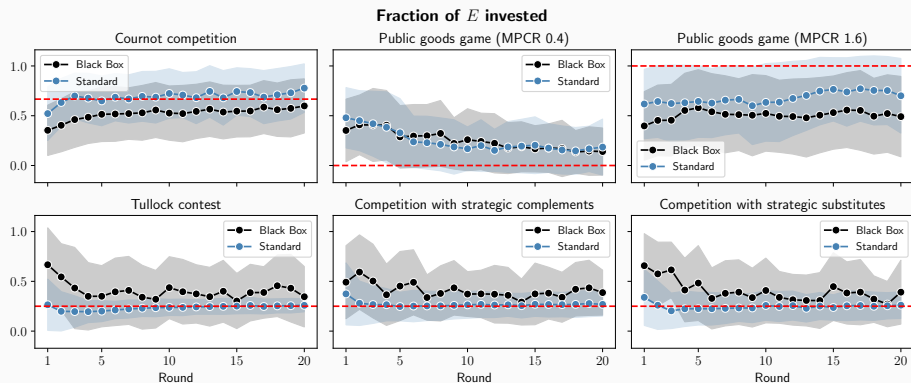 Fraction of E invested
Cournot competition
Public goods game (MPCR 0.4)
Public goods game (MPCR 1.6)
1.0
0.5
0.0
Black Box
Standard
Black Box
Standard
Black Box
Standard
Tullock contest
Competition with strategic complements
Competition with strategic substitutes
1.0
0.5
0.0
Black Box
Standard
Black Box
Standard
Black Box
Standard
1 5 10 15 20
1 5 10 15 20
1 5 10 15 20
Round
Round
Round